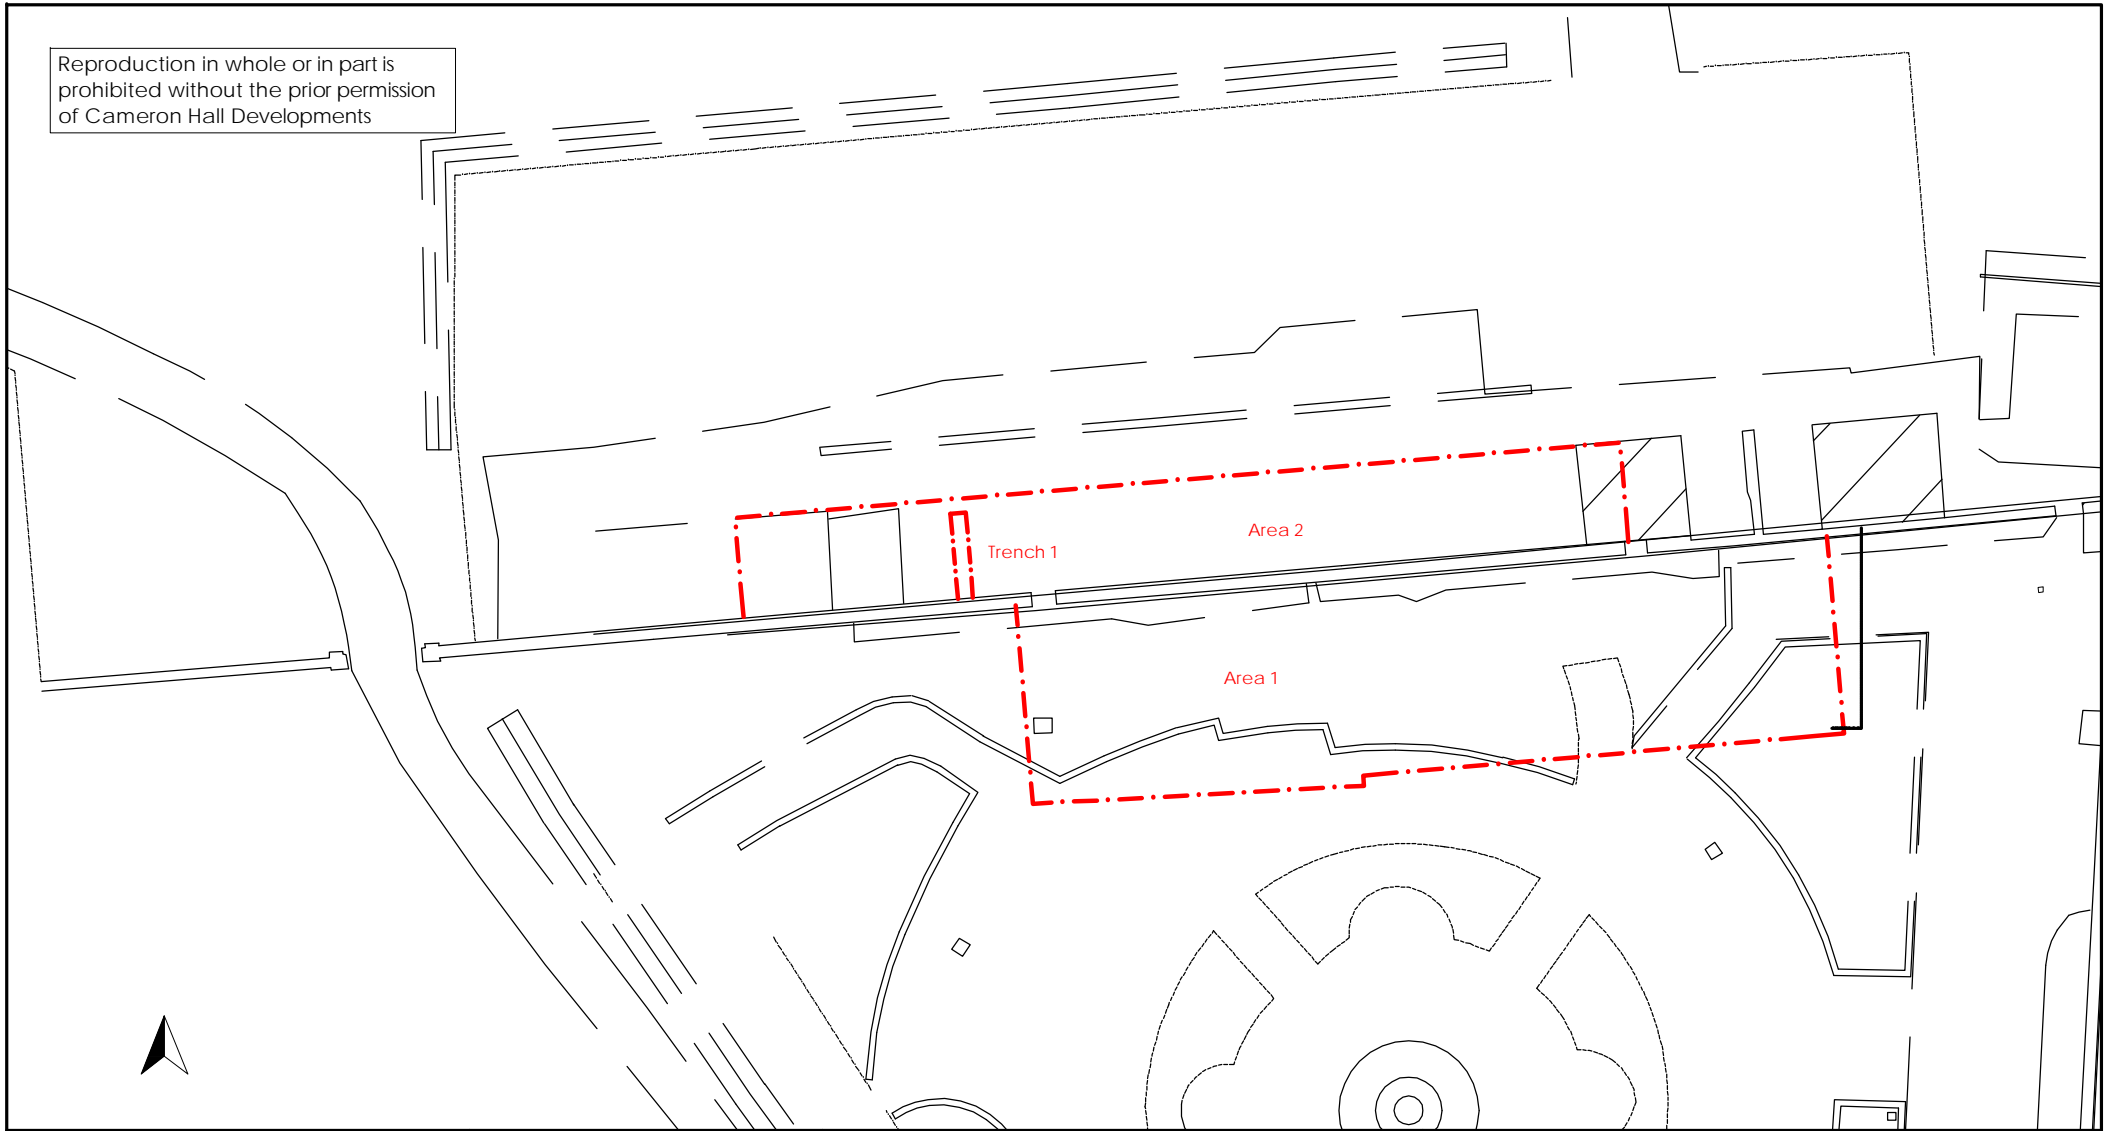 Reproduction in whole or in part is
prohibited without the prior permission
of Cameron Hall Developments
Area 2
Trench 1
Area 1